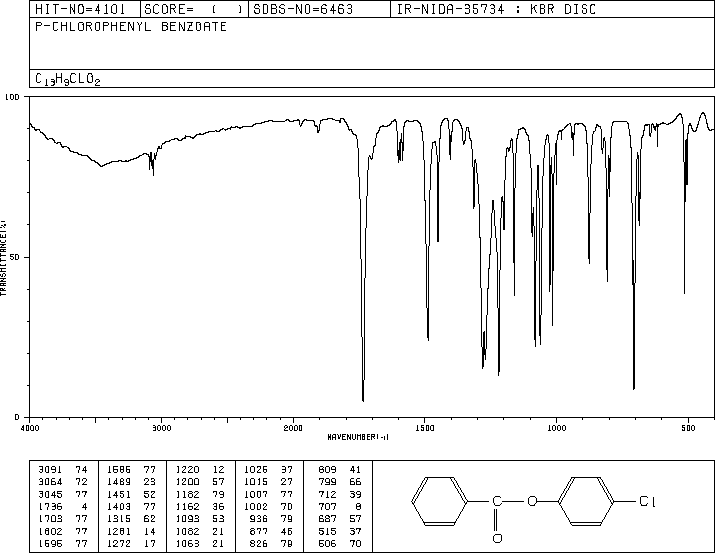 HIT-NO=4101 SCORE= ( ) SDBS-NO=6463 IR-NIDA-35734 : KBR DISC
P-CHLOROPHENYL BENZOATE
C13H9CLO2
100
TRANSMITTANCE(%)
50
0
4000 3000 2000 1500 1000 500
WAVENUMBER(-1)
3091 74 1586 77 1220 12 1026 37 809 41
3064 72 1489 23 1200 57 1015 27 799 66
3045 77 1451 52 1182 79 1007 77 712 39
1736 4 1403 77 1162 36 1002 70 707 8
1703 77 1315 62 1093 53 936 79 687 57
1602 77 1281 14 1082 21 877 46 515 37
1595 77 1272 17 1063 21 826 79 506 70
C O Cl
O